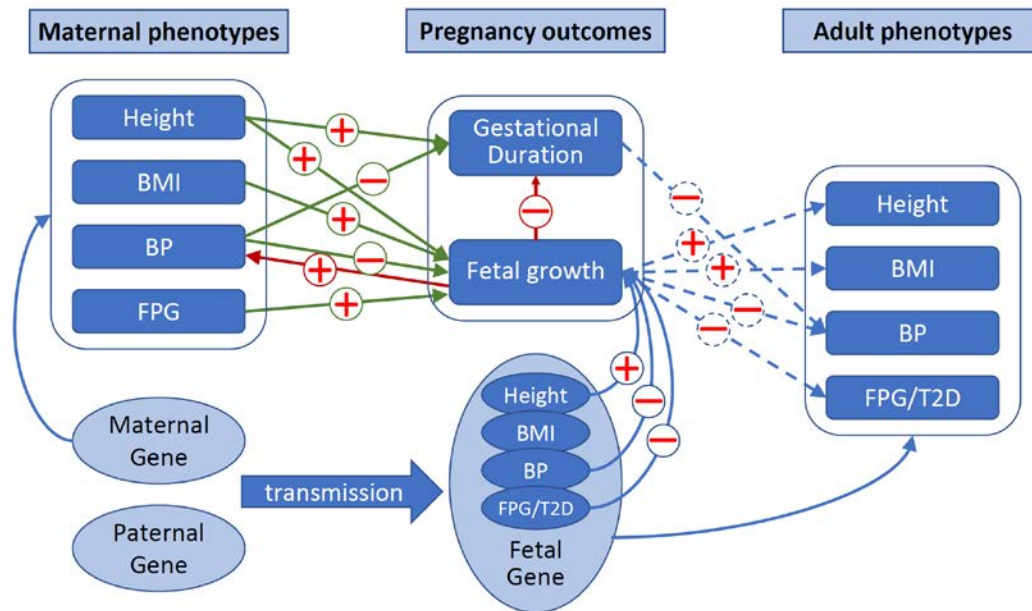 Maternal phenotypes
Pregnancy outcomes
Adult phenotypes
Height
BMI
BP
FPG
Gestational
Duration
Fetal growth
Height
BMI
BP
FPG/T2D
+
+
−
+
−
+
+
−
−
+
+
−
−
+
−
−
Maternal
Gene
Paternal
Gene
transmission
Height
BMI
BP
FPG/T2D
Fetal
Gene